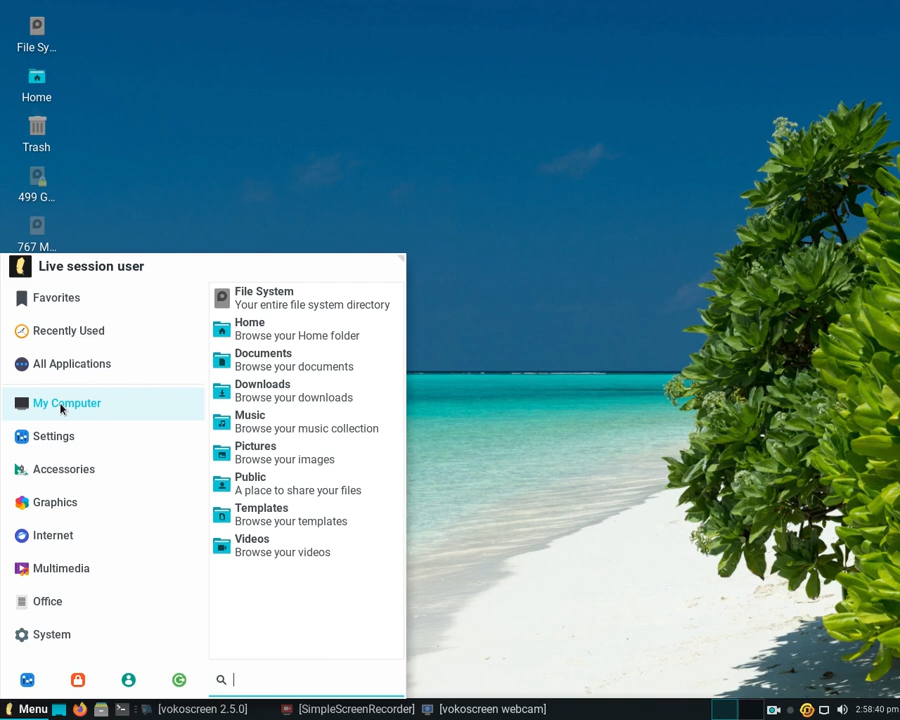 File Sy...
Home
Trash
499 G...
767 M...
Live session user
Favorites
Recently Used
All Applications
My Computer
Settings
Accessories
Graphics
Internet
Multimedia
Office
System
File System
Your entire file system directory
Home
Browse your Home folder
Documents
Browse your documents
Downloads
Browse your downloads
Music
Browse your music collection
Pictures
Browse your images
Public
A place to share your files
Templates
Browse your templates
Videos
Browse your videos
Menu
[vokoscreen 2.5.0]
[SimpleScreenRecorder]
[vokoscreen webcam]
2:58:40 pm